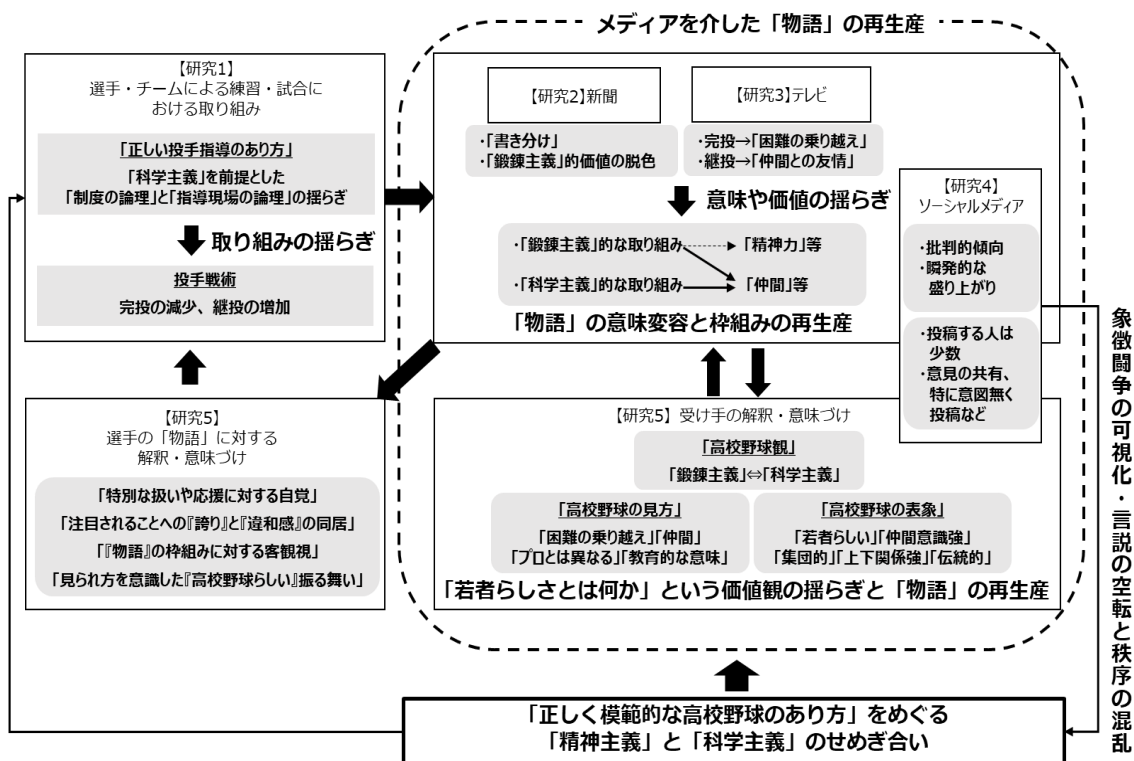 メディアを介した「物語」の再生産
【研究1】
選手・チームによる練習・試合に
おける取り組み
「正しい投手指導のあり方」
「科学主義」を前提とした
「制度の論理」と「指導現場の論理」の揺らぎ
取り組みの揺らぎ
投手戦術
完投の減少、継投の増加
【研究2】新聞
・「書き分け」
・「鍛錬主義」的価値の脱色
【研究3】テレビ
・完投→「困難の乗り越え」
・継投→「仲間との友情」
意味や価値の揺らぎ
・「鍛錬主義」的な取り組み
「精神力」等
・「科学主義」的な取り組み
「仲間」等
「物語」の意味変容と枠組みの再生産
【研究4】
ソーシャルメディア
・批判的傾向
・瞬発的な
盛り上がり
・投稿する人は
少数
・意見の共有、
特に意図無く
投稿など
【研究5】
選手の「物語」に対する
解釈・意味づけ
「特別な扱いや応援に対する自覚」
「注目されることへの『誇り』と『違和感』の同居」
「『物語』の枠組みに対する客観視」
「見られ方を意識した『高校野球らしい』振る舞い」
【研究5】受け手の解釈・意味づけ
「高校野球観」
「鍛錬主義」⇔「科学主義」
「高校野球の見方」
「困難の乗り越え」「仲間」
「プロとは異なる」「教育的な意味」
「高校野球の表象」
「若者らしい」「仲間意識強」
「集団的」「上下関係強」「伝統的」
「若者らしさとは何か」という価値観の揺らぎと「物語」の再生産
象徴闘争の可視化・言説の空転と秩序の混乱
「正しく模範的な高校野球のあり方」をめぐる
「精神主義」と「科学主義」のせめぎ合い